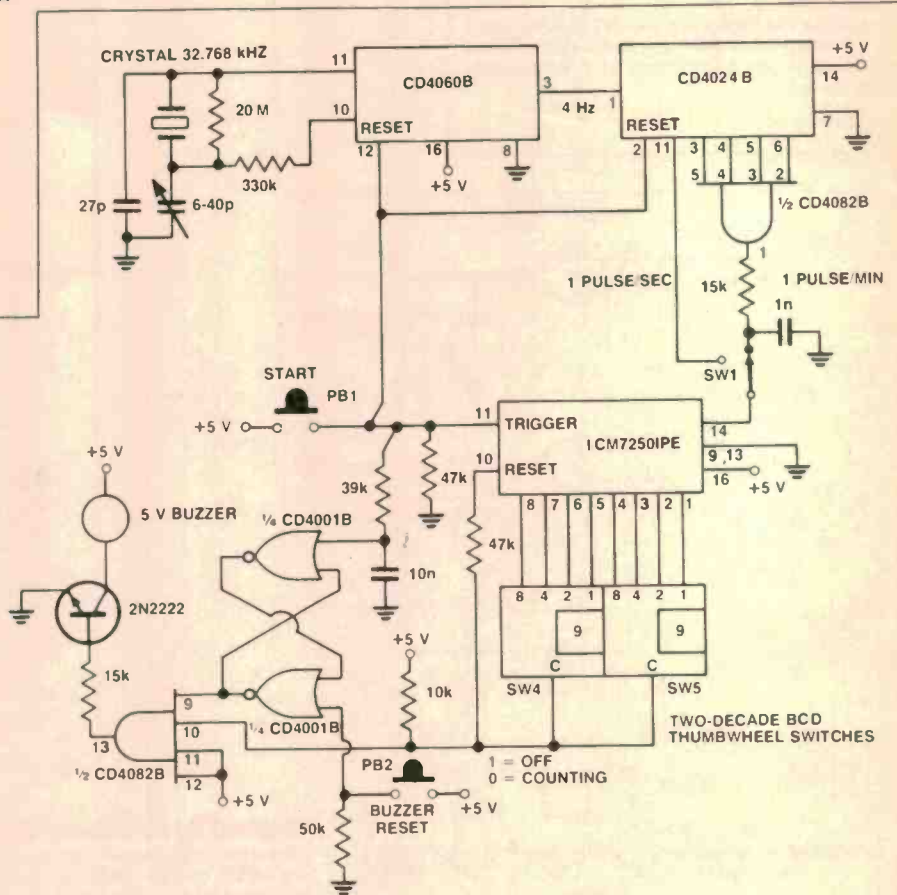 CRYSTAL 32.768 kHZ
11
CD4060B
3
4 Hz
CD4024B
+5 V
14
1
7
20 M
10
RESET
12
16
8
+5 V
RESET
2
11
3
4
5
6
5
4
3
2
½ CD4082B
330k
27p
6-40p
1
15k
1 PULSE/SEC
1 PULSE/MIN
1n
SW1
START
PB1
+5 V
11
TRIGGER
ICM7250IPE
14
9 ,13
16
+5 V
10
RESET
39k
47k
47k
8
7
6
5
4
3
2
1
+5 V
5 V BUZZER
¼ CD4001B
10n
8
4
2
1
8
4
2
1
9
9
C
C
SW4
SW5
2N2222
+5 V
10k
15k
9
10
11
12
13
¼ CD4001B
½ CD4082B
+5 V
PB2
1 = OFF
0 = COUNTING
TWO-DECADE BCD
THUMBWHEEL SWITCHES
BUZZER
RESET
+5 V
50k